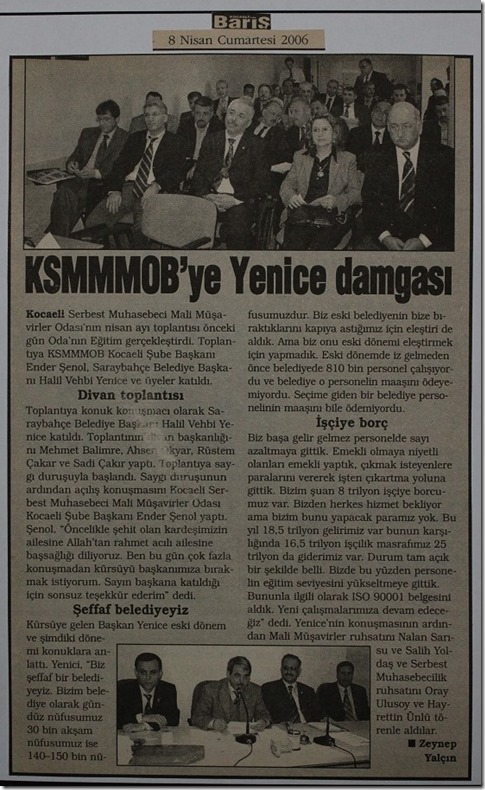 Barış
8 Nisan Cumartesi 2006
KSMMMOB'ye Yenice damgası
Kocaeli Serbest Muhasebeci Mali Müşa-
virler Odası'nın nisan ayı toplantısı önceki
gün Oda'nın Eğitim gerçekleştirdi. Toplan-
tıya KSMMMOB Kocaeli Şube Başkanı
Ender Şenol, Saraybahçe Belediye Başka-
nı Halil Vehbi Yenice ve üyeler katıldı.
Divan toplantısı
Toplantıya konuk konuşmacı olarak Sa-
raybahçe Belediye Başkanı Halil Vehbi Ye-
nice katıldı. Toplantının divan başkanlığı-
nı Mehmet Balimre, Ahsen Okyar, Rüstem
Çakar ve Sadi Çakır yaptı. Toplantıya say-
gı duruşuyla başlandı. Saygı duruşunun
ardından açılış konuşmasını Kocaeli Ser-
best Muhasebeci Mali Müşavirler Odası
Kocaeli Şube Başkanı Ender Şenol yaptı.
Şenol, "Öncelikle şehit olan kardeşimizin
ailesine Allah'tan rahmet acılı ailesine
başsağlığı diliyoruz. Ben bu gün çok fazla
konuşmadan kürsüyü başkanımıza bırak-
mak istiyorum. Sayın başkana katıldığı
için sonsuz teşekkür ederim" dedi.
Şeffaf belediyeyiz
Kürsüye gelen Başkan Yenice eski dönem
ve şimdiki döne-
mi konuklara an-
lattı. Yenici, "Biz
şeffaf bir beledi-
yeyiz. Bizim bele-
diye olarak gün-
düz nüfusumuz
30 bin akşam
nüfusumuz ise
140-150 bin nü-
fusumuzdur. Biz eski belediyenin bize bı-
raktıklarını kapıya astığımız için eleştiri de
aldık. Ama biz onu eski dönemi eleştirmek
için yapmadık. Eski dönemde iz gelmeden
önce belediyede 810 bin personel çalışıyor-
du ve belediye o personelin maaşını ödeye-
miyordu. Seçime giden bir belediye perso-
nelinin maaşını bile ödemiyordu.
İşçiye borç
Biz başa gelir gelmez personelde sayı
azaltmaya gittik. Emekli olmaya niyetli
olanları emekli yaptık, çıkmak isteyenlere
paralarını vererek işten çıkartma yoluna
gittik. Bizim şuan 8 trilyon işçiye borcu-
muz var. Bizden herkes hizmet bekliyor
ama bizim bunu yapacak paramız yok. Bu
yıl 18,5 trilyon gelirimiz var bunun karşı-
lığında 16,5 trilyon işçilik masrafımız 25
trilyon da giderimiz var. Durum tam açık
bir şekilde belli. Bizde bu yüzden persone-
lin eğitim seviyesini yükseltmeye gittik.
Bununla ilgili olarak ISO 90001 belgesini
aldık. Yeni çalışmalarımıza devam edece-
ğiz" dedi. Yenice'nin konuşmasının ardın-
dan Mali Müşavirler ruhsatını Nalan Sarı-
su ve Salih Yol-
daş ve Serbest
Muhasebecilik
ruhsatını Oray
Ulusoy ve Hay-
rettin Ünlü tö-
renle aldılar.
■ Zeynep
Yalçın